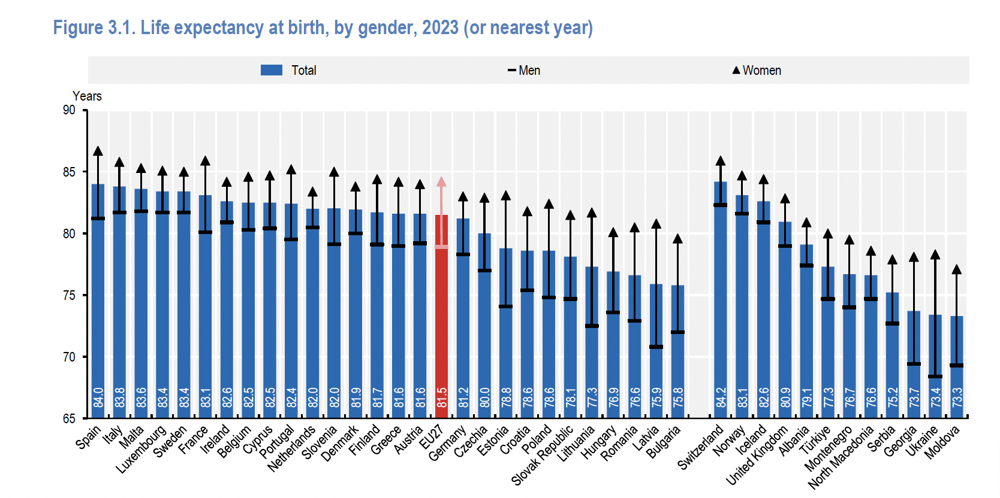 Figure 3.1. Life expectancy at birth, by gender, 2023 (or nearest year)
Total
Men
Women
Years
90
85
80
75
70
65
84.0
83.8
83.6
83.4
83.4
83.1
82.6
82.5
82.5
82.4
82.0
82.0
81.9
81.7
81.6
81.6
81.5
81.2
80.0
78.8
78.6
78.6
78.1
77.3
76.9
76.6
75.9
75.8
84.2
83.1
82.6
80.9
79.1
77.3
76.7
76.6
75.2
73.7
73.4
73.3
Spain
Italy
Malta
Luxembourg
Sweden
France
Ireland
Belgium
Cyprus
Portugal
Netherlands
Slovenia
Denmark
Finland
Greece
Austria
EU27
Germany
Czechia
Estonia
Croatia
Poland
Slovak Republic
Lithuania
Hungary
Romania
Latvia
Bulgaria
Switzerland
Norway
Iceland
United Kingdom
Albania
Türkiye
Montenegro
North Macedonia
Serbia
Georgia
Ukraine
Moldova